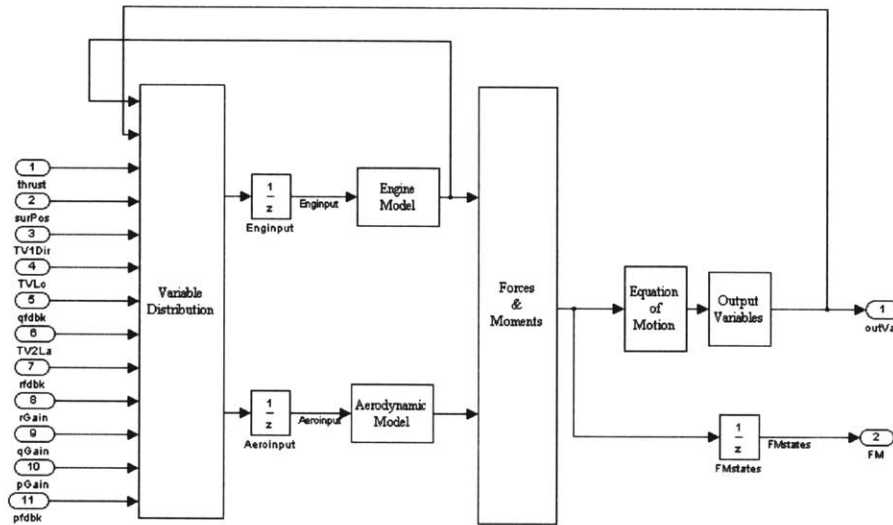 1
thrust
2
surPos
3
TV1Dir
4
TVLo
5
qfdbk
6
TV2La
7
rfdbk
8
rGain
9
qGain
10
pGain
11
pfdbk
Variable
Distribution
1
z
Enginput
Enginput
Engine
Model
1
z
Aeroinput
Aeroinput
Aerodynamic
Model
Forces
&
Moments
Equation
of
Motion
Output
Variables
1
outVa
1
z
FMstates
FMstates
2
FM